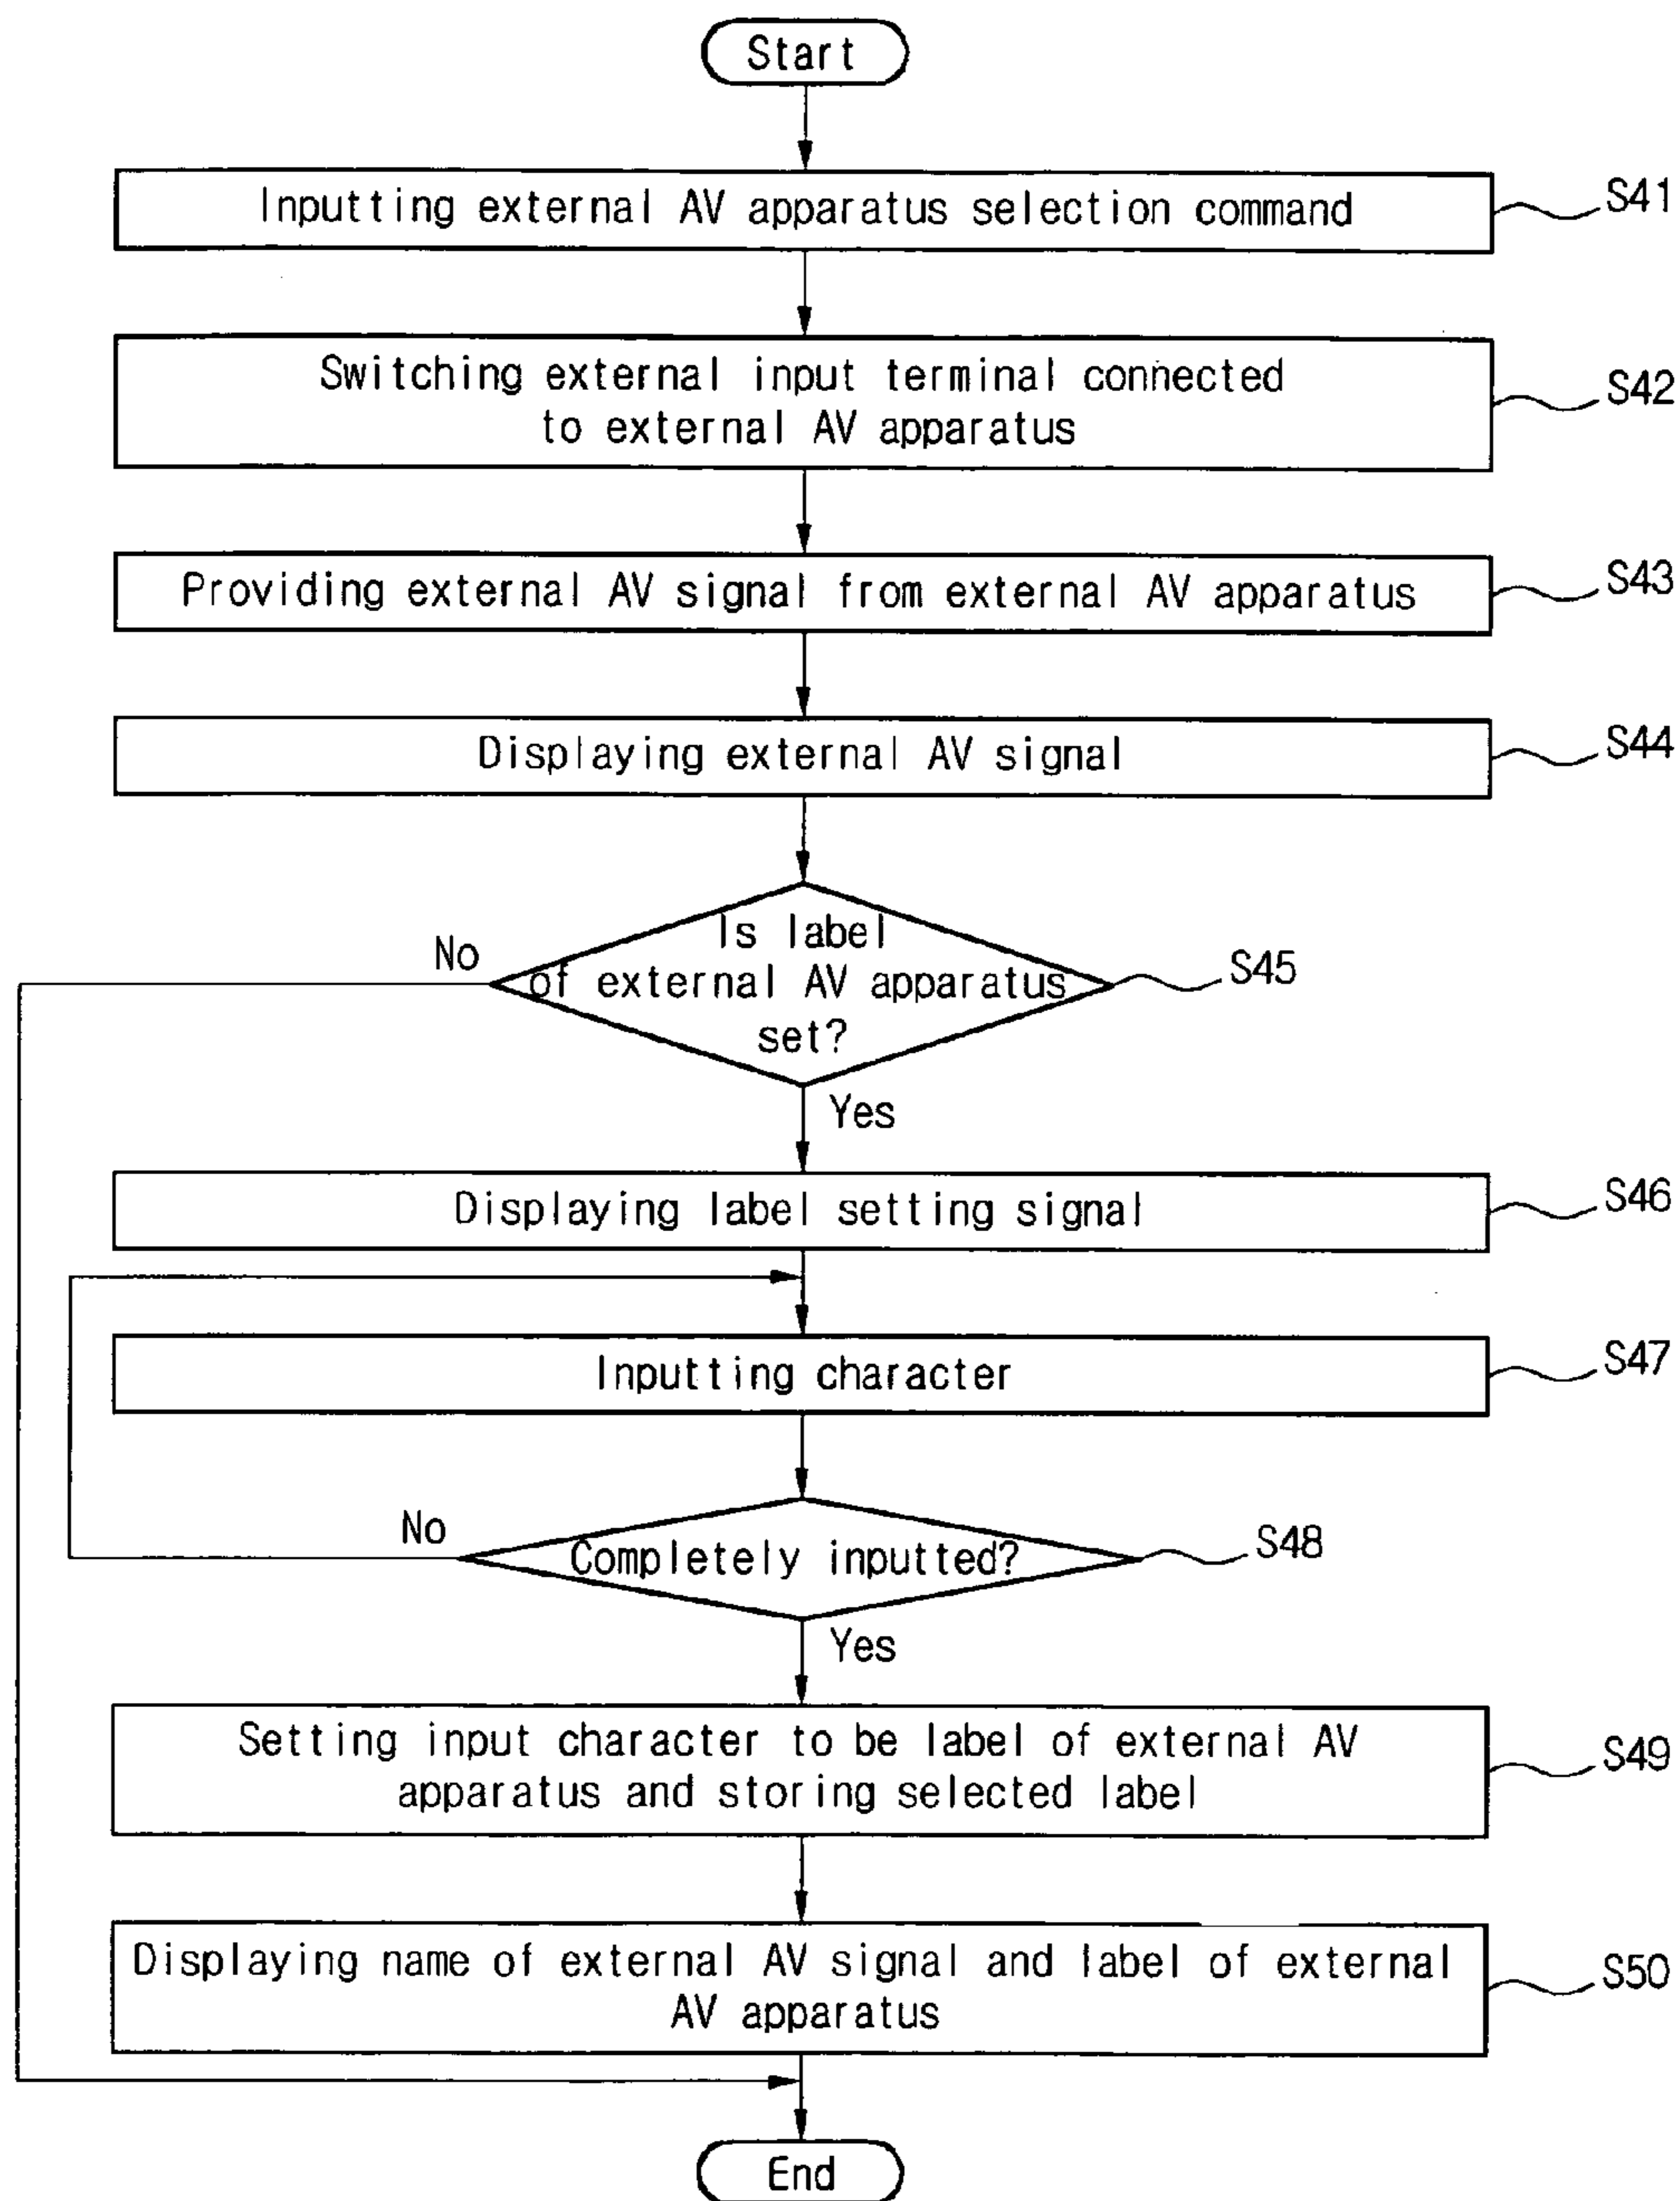 Start
Inputting external AV apparatus selection command
S41
Switching external input terminal connected
to external AV apparatus
S42
Providing external AV signal from external AV apparatus
S43
Displaying external AV signal
S44
Is label
of external AV apparatus
set?
No
S45
Yes
Displaying label setting signal
S46
Inputting character
S47
No
Completely inputted?
S48
Yes
Setting input character to be label of external AV
apparatus and storing selected label
S49
Displaying name of external AV signal and label of external
AV apparatus
S50
End